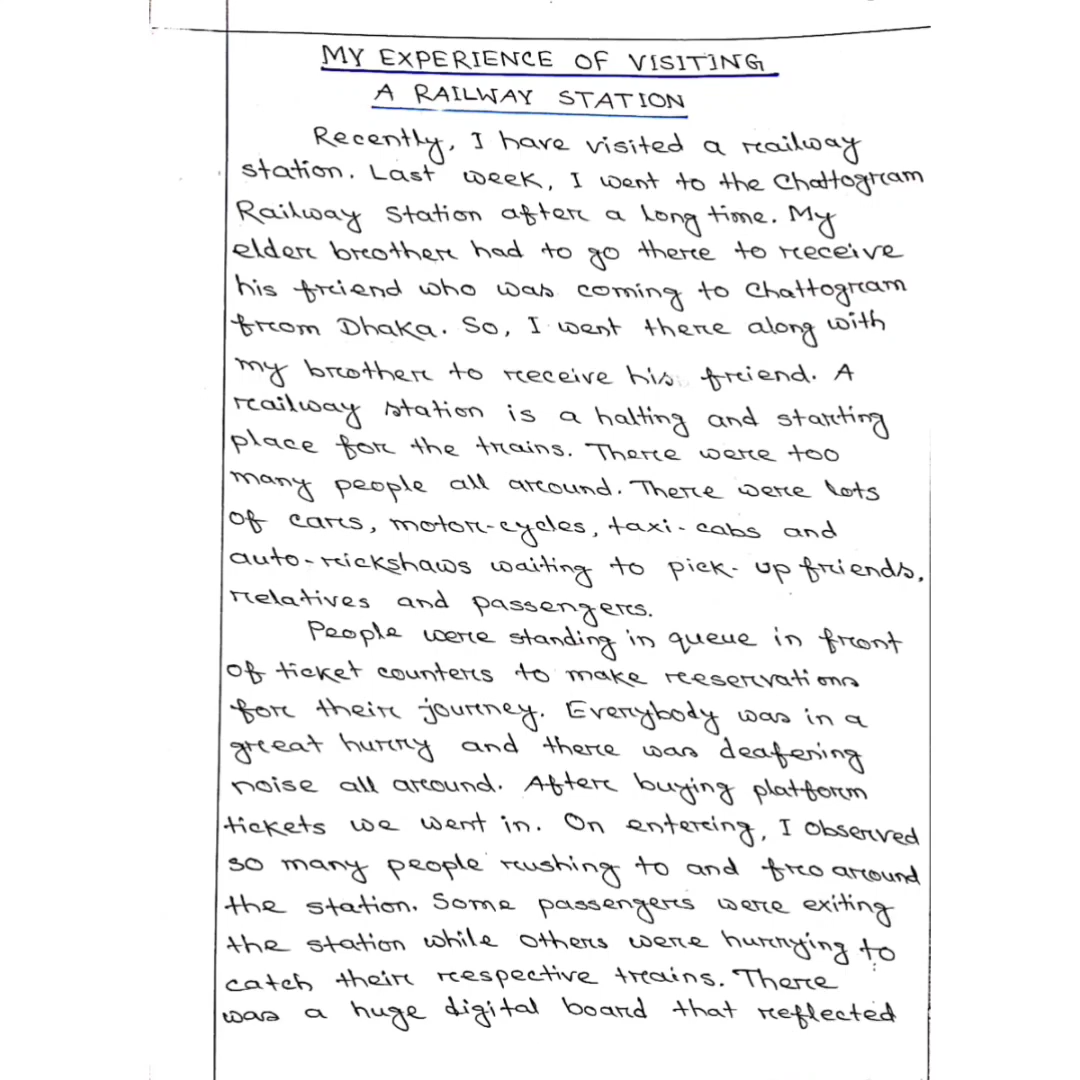 MY EXPERIENCE OF VISITING
A RAILWAY STATION
Recently, I have visited a railway
station. Last week, I went to the Chattogram
Railway Station after a long time. My
elder brother had to go there to receive
his friend who was coming to Chattogram
from Dhaka. So, I went there along with
my brother to receive his friend. A
railway station is a halting and starting
place for the trains. There were too
many people all around. There were lots
of cars, motor-cycles, taxi-cabs and
auto-rickshaws waiting to pick-up friends,
relatives and passengers.
People were standing in queue in front
of ticket counters to make reservations
for their journey. Everybody was in a
great hurry and there was deafening
noise all around. After buying platform
tickets we went in. On entering, I observed
so many people rushing to and fro around
the station. Some passengers were exiting
the station while others were hurrying to
catch their respective trains. There
was a huge digital board that reflected